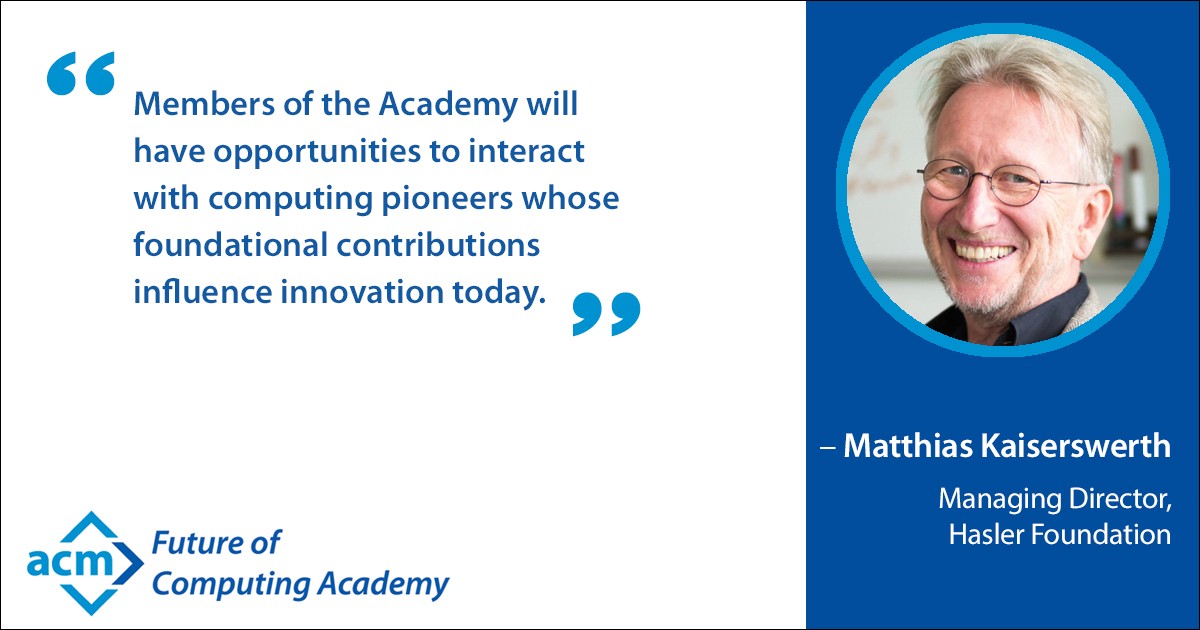 “
Members of the Academy will
have opportunities to interact
with computing pioneers whose
foundational contributions
influence innovation today.
”
– Matthias Kaiserswerth
Managing Director,
Hasler Foundation
acm
Future of
Computing Academy